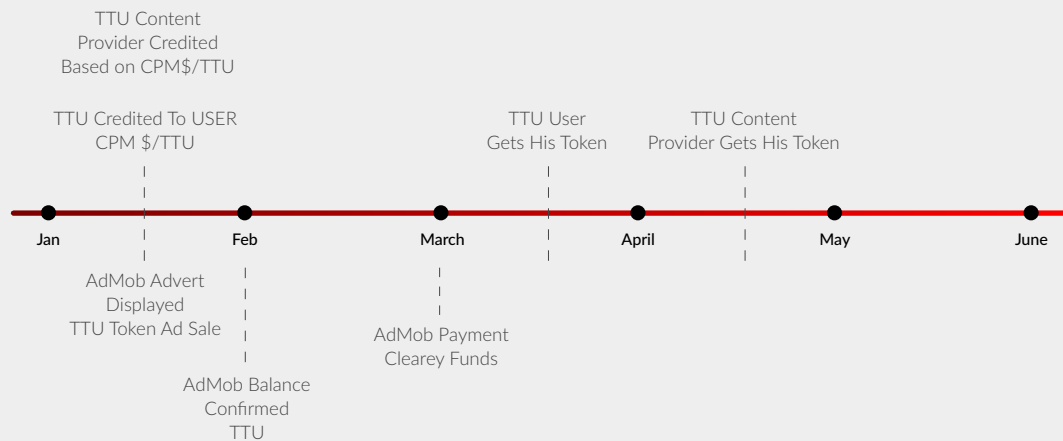 TTU Content
Provider Credited
Based on CPM$/TTU
TTU Credited To USER
CPM $/TTU
TTU User
Gets His Token
TTU Content
Provider Gets His Token
Jan
Feb
March
April
May
June
AdMob Advert
Displayed
TTU Token Ad Sale
AdMob Payment
Clearey Funds
AdMob Balance
Confirmed
TTU